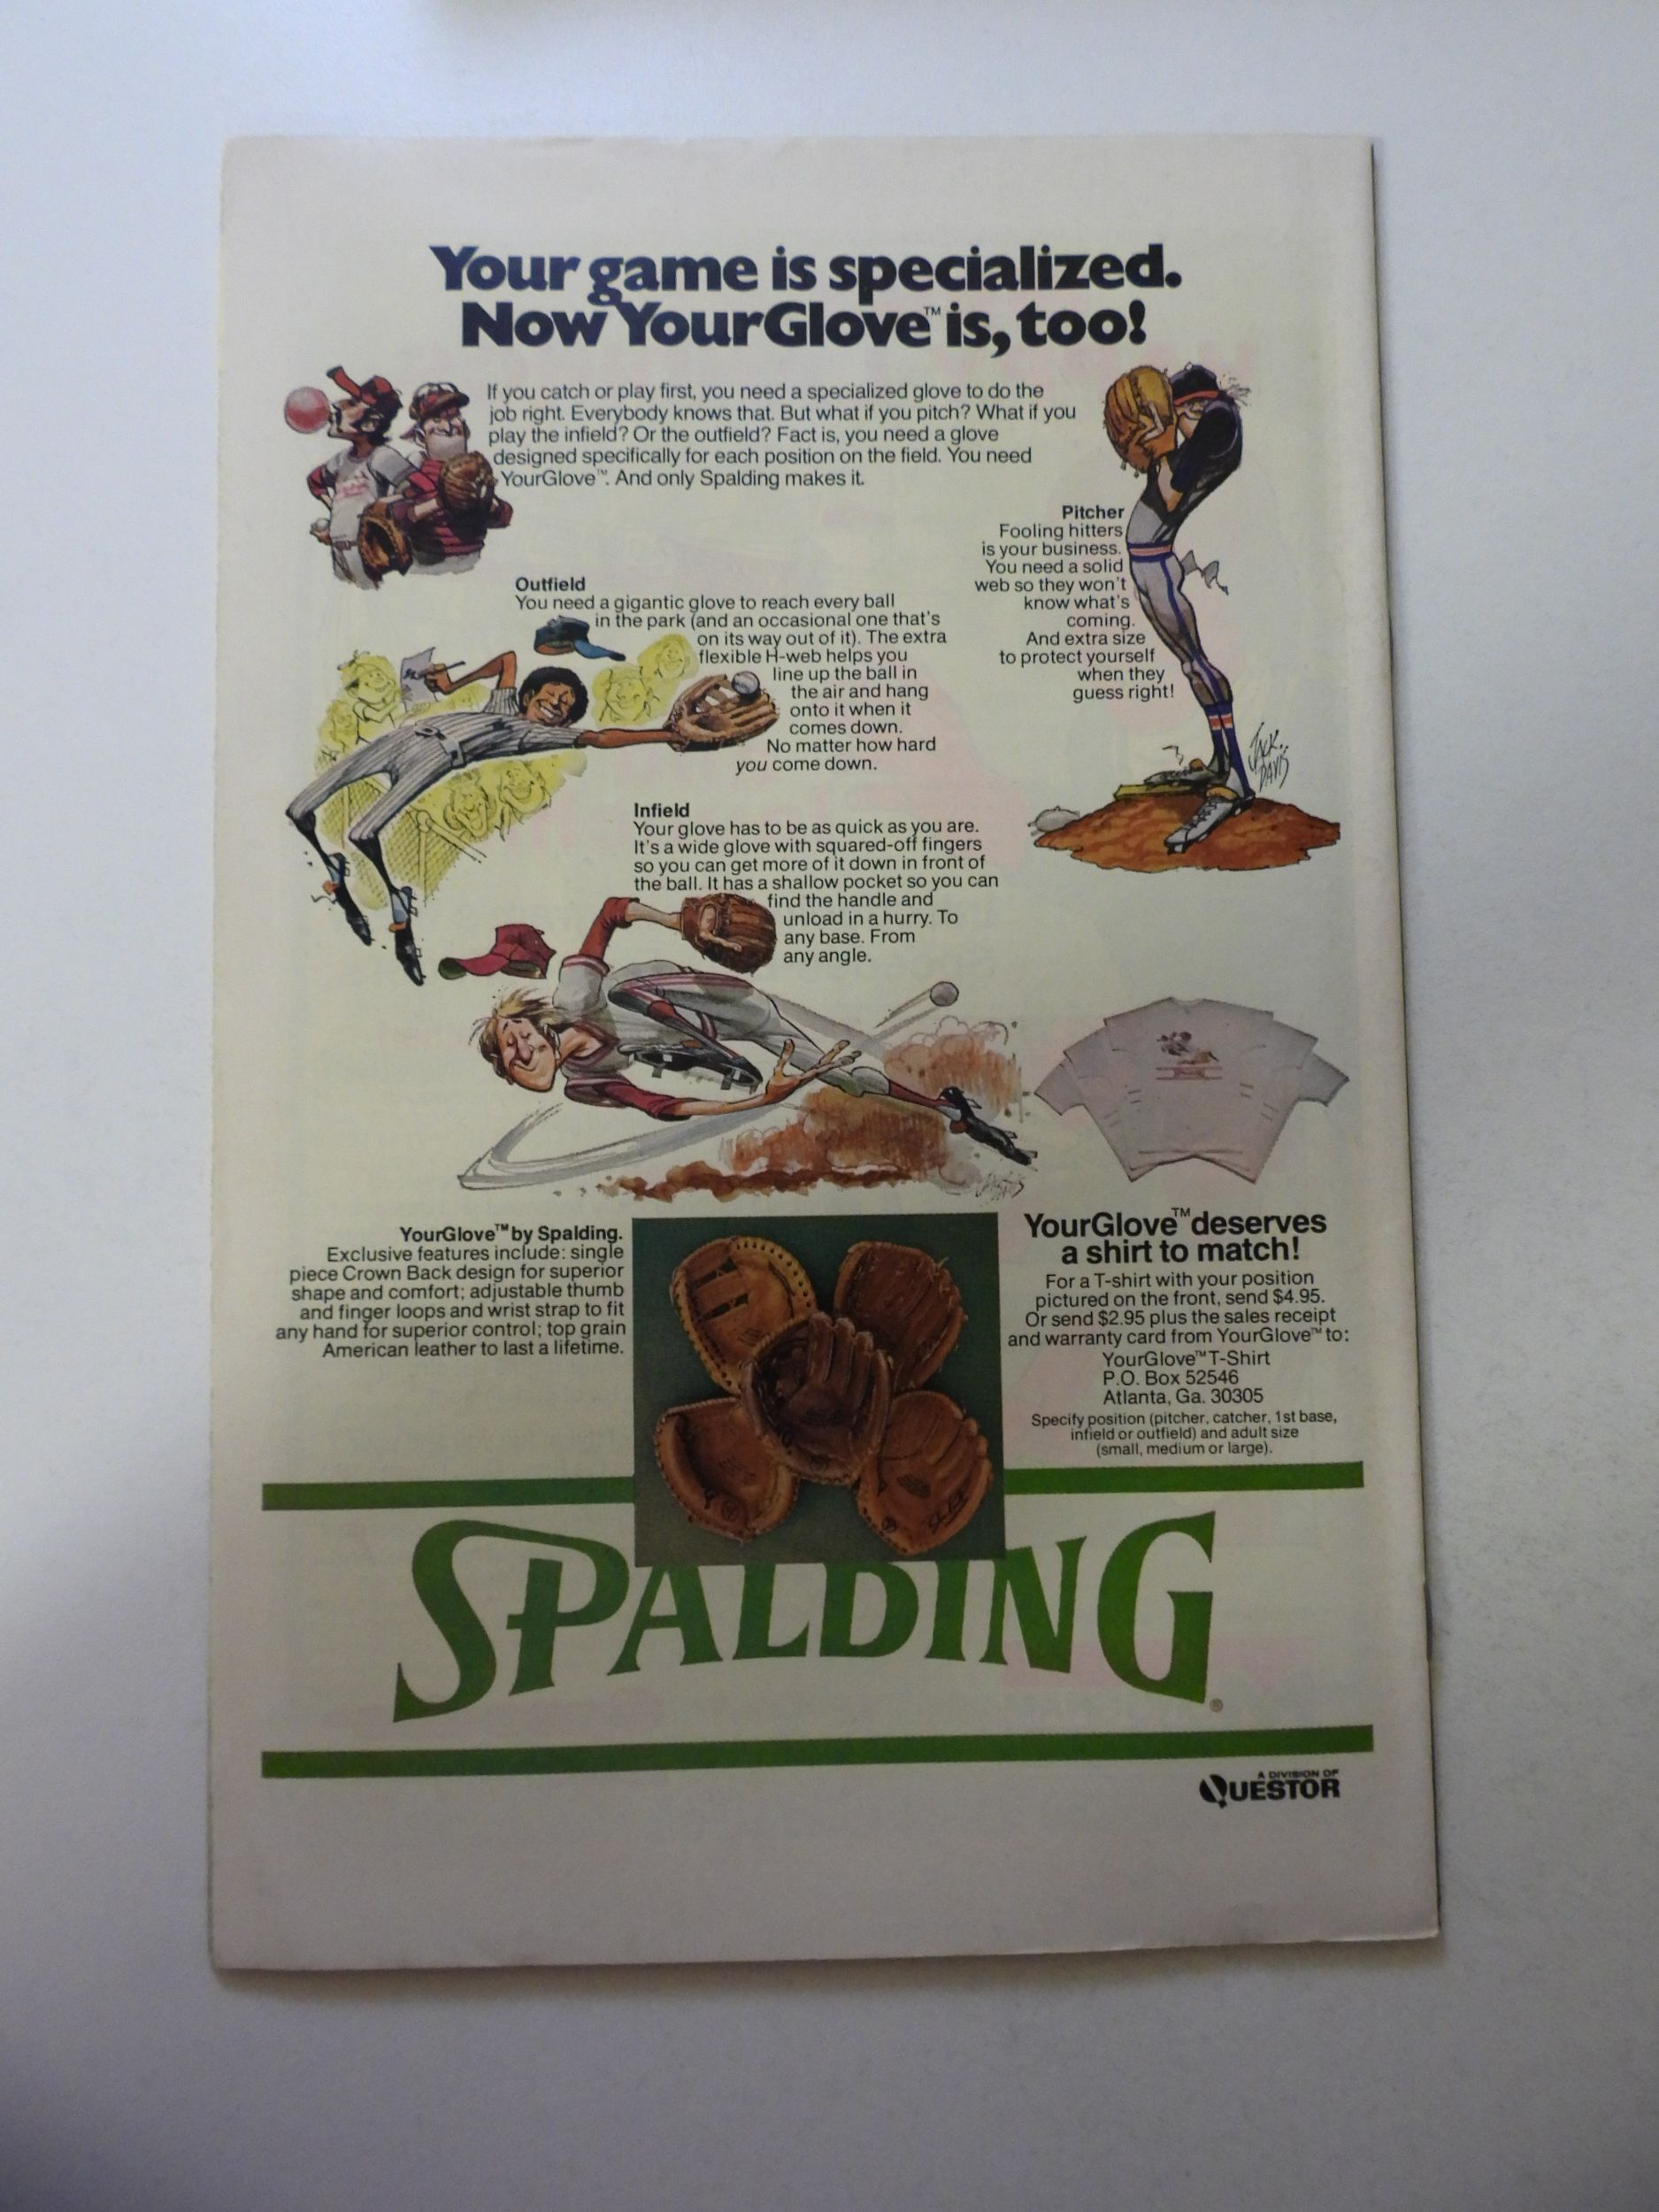 Your game is specialized.
Now YourGlove™ is, too!
If you catch or play first, you need a specialized glove to do the
job right. Everybody knows that. But what if you pitch? What if you
play the infield? Or the outfield? Fact is, you need a glove
designed specifically for each position on the field. You need
YourGlove™. And only Spalding makes it.
Pitcher
Fooling hitters
is your business.
You need a solid
web so they won't
know what's
coming.
And extra size
to protect yourself
when they
guess right!
JACK DAVIS
Outfield
You need a gigantic glove to reach every ball
in the park (and an occasional one that's
on its way out of it). The extra
flexible H-web helps you
line up the ball in
the air and hang
onto it when it
comes down.
No matter how hard
you come down.
Infield
Your glove has to be as quick as you are.
It's a wide glove with squared-off fingers
so you can get more of it down in front of
the ball. It has a shallow pocket so you can
find the handle and
unload in a hurry. To
any base. From
any angle.
YourGlove™ by Spalding.
Exclusive features include: single
piece Crown Back design for superior
shape and comfort; adjustable thumb
and finger loops and wrist strap to fit
any hand for superior control; top grain
American leather to last a lifetime.
YourGlove™ deserves
a shirt to match!
For a T-shirt with your position
pictured on the front, send $4.95.
Or send $2.95 plus the sales receipt
and warranty card from YourGlove™ to:
YourGlove™ T-Shirt
P.O. Box 52546
Atlanta, Ga. 30305
Specify position (pitcher, catcher, 1st base,
infield or outfield) and adult size
(small, medium or large).
SPALDING®
A DIVISION OF
QUESTOR